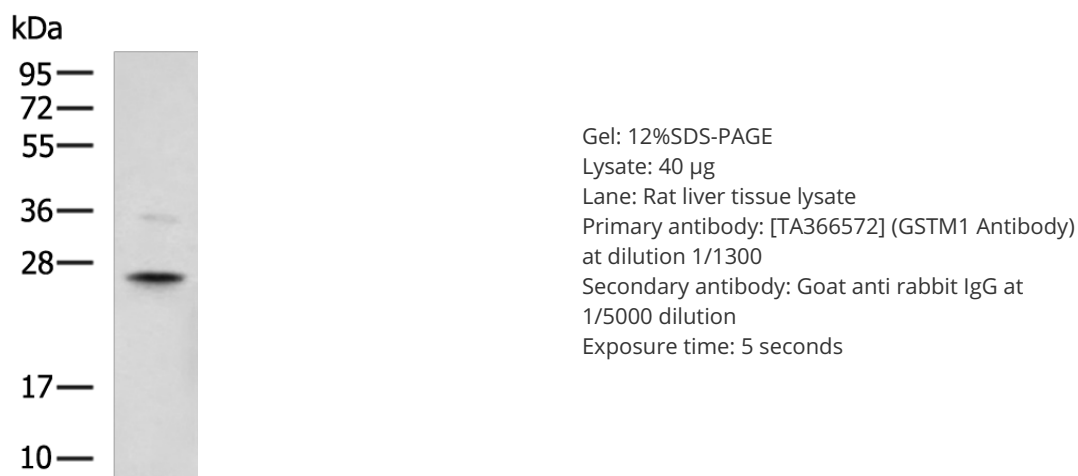 kDa
95
72
55
36
28
17
10
Gel: 12%SDS-PAGE
Lysate: 40 µg
Lane: Rat liver tissue lysate
Primary antibody: [TA366572] (GSTM1 Antibody)
at dilution 1/1300
Secondary antibody: Goat anti rabbit IgG at
1/5000 dilution
Exposure time: 5 seconds